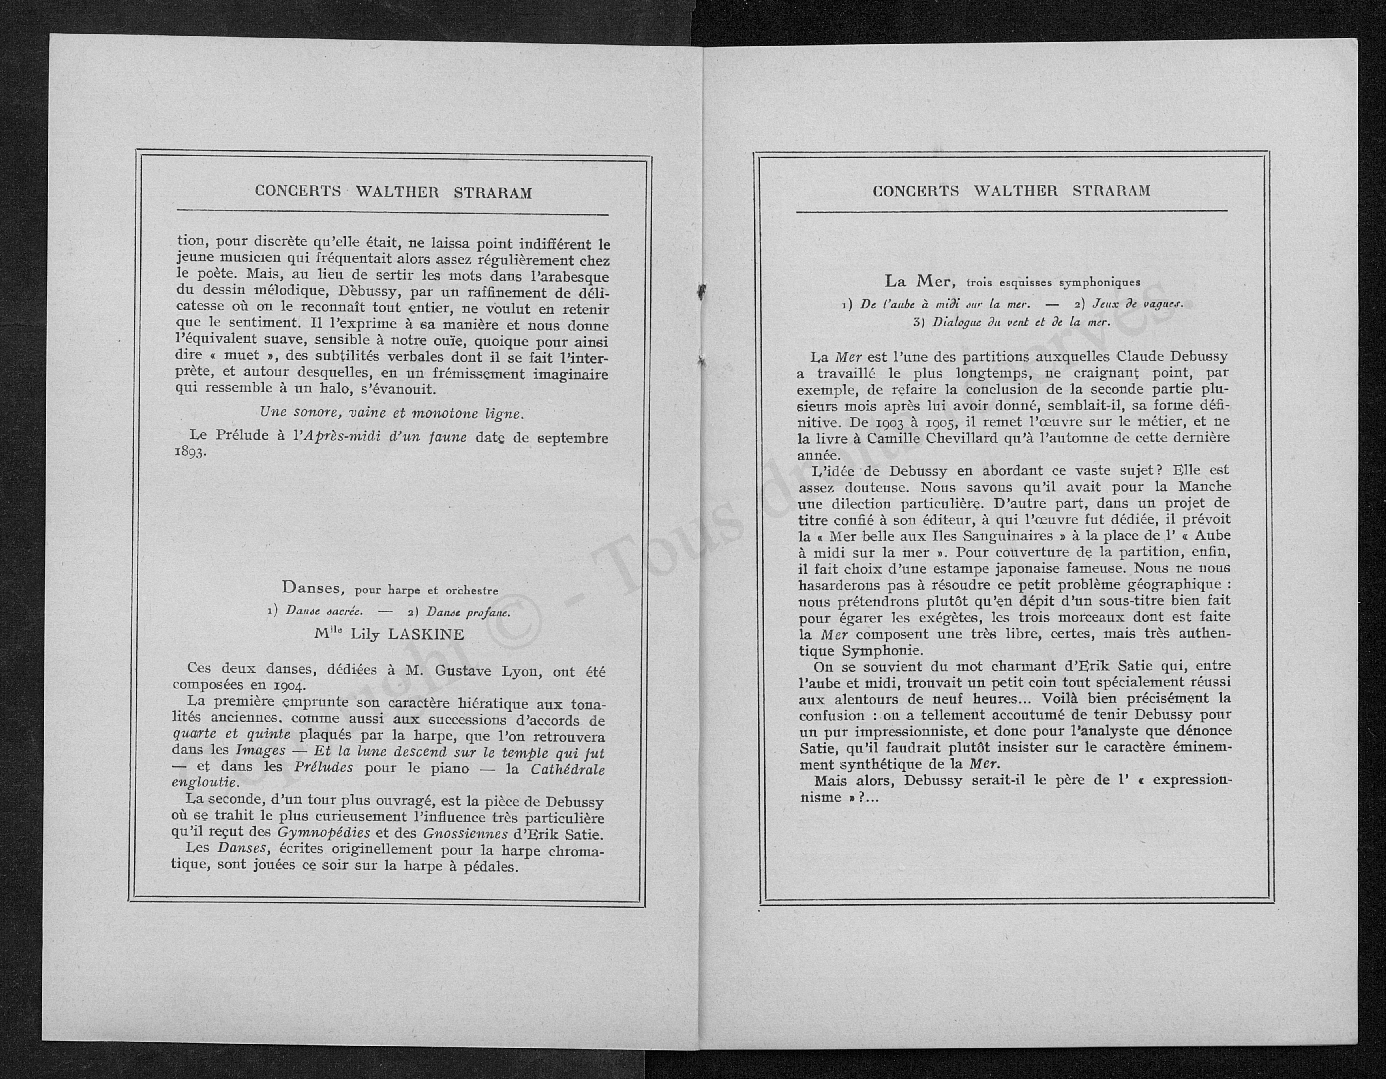 CONCERTS WALTHER STRARAM
tion, pour discrète qu'elle était, ne laissa point indifférent le
jeune musicien qui fréquentait alors assez régulièrement chez
le poète. Mais, au lieu de sertir les mots dans l'arabesque
du dessin mélodique, Debussy, par un raffinement de déli-
catesse où on le reconnaît tout entier, ne voulut en retenir
que le sentiment. Il l'exprime à sa manière et nous donne
l'équivalent suave, sensible à notre ouïe, quoique pour ainsi
dire « muet », des subtilités verbales dont il se fait l'inter-
prète, et autour desquelles, en un frémissement imaginaire
qui ressemble à un halo, s'évanouit.
Une sonore, vaine et monotone ligne.
Le Prélude à l'Après-midi d'un faune date de septembre
1893.
Danses, pour harpe et orchestre
1) Danse sacrée. — 2) Danse profane.
Mlle Lily LASKINE
Ces deux danses, dédiées à M. Gustave Lyon, ont été
composées en 1904.
La première emprunte son caractère hiératique aux tona-
lités anciennes, comme aussi aux successions d'accords de
quarte et quinte plaqués par la harpe, que l'on retrouvera
dans les Images — Et la lune descend sur le temple qui fut
— et dans les Préludes pour le piano — la Cathédrale
engloutie.
La seconde, d'un tour plus ouvragé, est la pièce de Debussy
où se trahit le plus curieusement l'influence très particulière
qu'il reçut des Gymnopédies et des Gnossiennes d'Erik Satie.
Les Danses, écrites originellement pour la harpe chroma-
tique, sont jouées ce soir sur la harpe à pédales.
CONCERTS WALTHER STRARAM
La Mer, trois esquisses symphoniques
1) De l'aube à midi sur la mer. — 2) Jeux de vagues.
3) Dialogue du vent et de la mer.
La Mer est l'une des partitions auxquelles Claude Debussy
a travaillé le plus longtemps, ne craignant point, par
exemple, de refaire la conclusion de la seconde partie plu-
sieurs mois après lui avoir donné, semblait-il, sa forme défi-
nitive. De 1903 à 1905, il remet l'œuvre sur le métier, et ne
la livre à Camille Chevillard qu'à l'automne de cette dernière
année.
L'idée de Debussy en abordant ce vaste sujet ? Elle est
assez douteuse. Nous savons qu'il avait pour la Manche
une dilection particulière. D'autre part, dans un projet de
titre confié à son éditeur, à qui l'œuvre fut dédiée, il prévoit
la « Mer belle aux Iles Sanguinaires » à la place de l' « Aube
à midi sur la mer ». Pour couverture de la partition, enfin,
il fait choix d'une estampe japonaise fameuse. Nous ne nous
hasarderons pas à résoudre ce petit problème géographique :
nous prétendrons plutôt qu'en dépit d'un sous-titre bien fait
pour égarer les exégètes, les trois morceaux dont est faite
la Mer composent une très libre, certes, mais très authen-
tique Symphonie.
On se souvient du mot charmant d'Erik Satie qui, entre
l'aube et midi, trouvait un petit coin tout spécialement réussi
aux alentours de neuf heures... Voilà bien précisément la
confusion : on a tellement accoutumé de tenir Debussy pour
un pur impressionniste, et donc pour l'analyste que dénonce
Satie, qu'il faudrait plutôt insister sur le caractère éminem-
ment synthétique de la Mer.
Mais alors, Debussy serait-il le père de l' « expression-
nisme » ?...
Copyright © - Tous droits réservés.